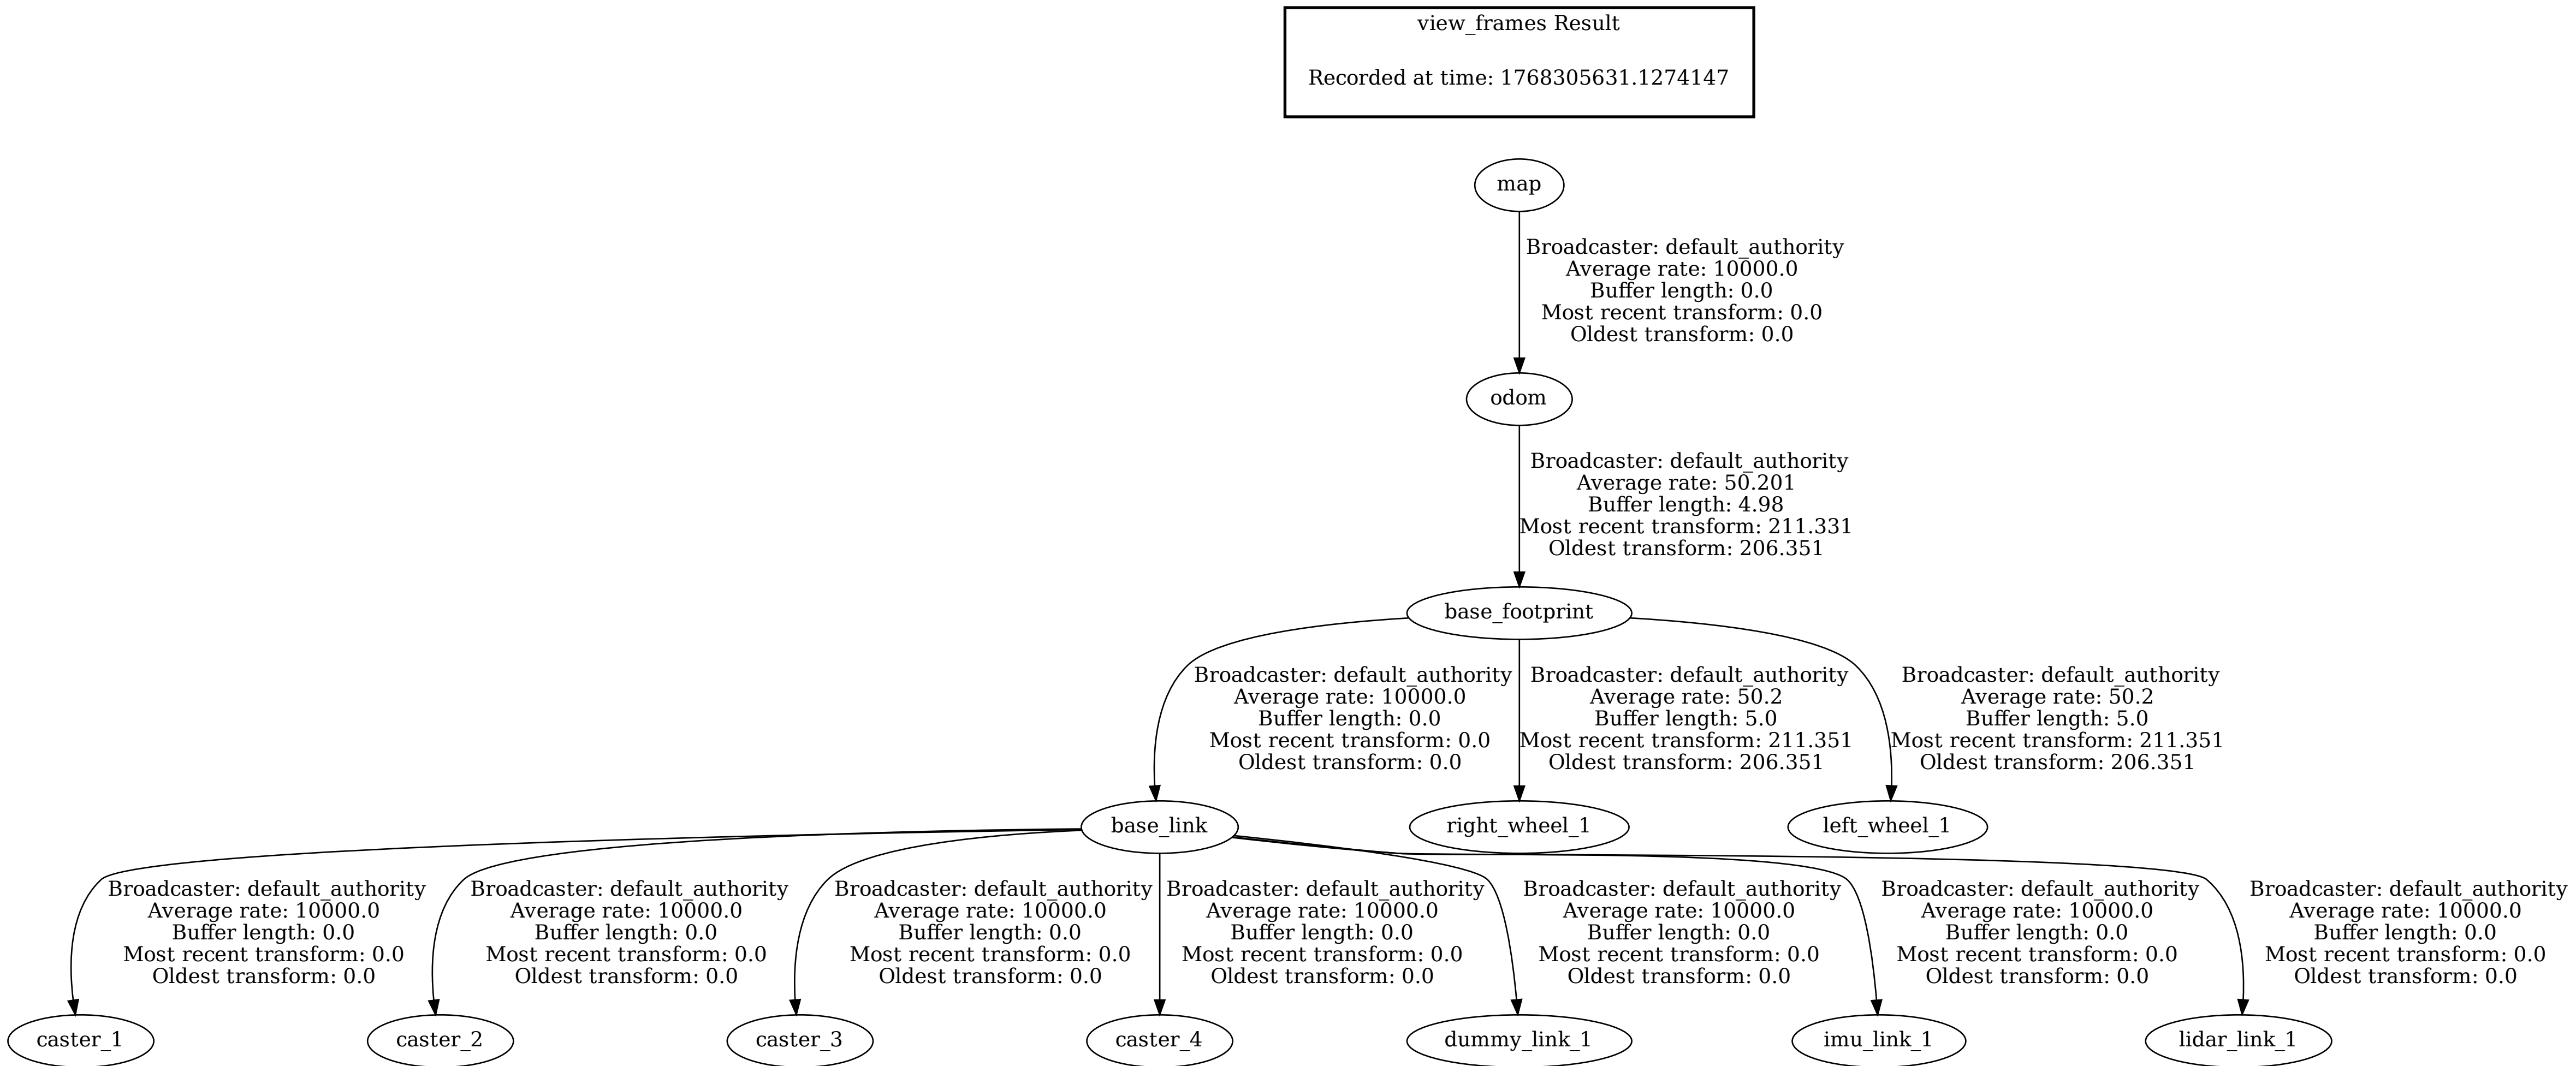 view_frames Result
Recorded at time: 1768305631.1274147
map
Broadcaster: default_authority
Average rate: 10000.0
Buffer length: 0.0
Most recent transform: 0.0
Oldest transform: 0.0
odom
Broadcaster: default_authority
Average rate: 50.201
Buffer length: 4.98
Most recent transform: 211.331
Oldest transform: 206.351
base_footprint
Broadcaster: default_authority
Average rate: 10000.0
Buffer length: 0.0
Most recent transform: 0.0
Oldest transform: 0.0
Broadcaster: default_authority
Average rate: 50.2
Buffer length: 5.0
Most recent transform: 211.351
Oldest transform: 206.351
Broadcaster: default_authority
Average rate: 50.2
Buffer length: 5.0
Most recent transform: 211.351
Oldest transform: 206.351
base_link
right_wheel_1
left_wheel_1
Broadcaster: default_authority
Average rate: 10000.0
Buffer length: 0.0
Most recent transform: 0.0
Oldest transform: 0.0
Broadcaster: default_authority
Average rate: 10000.0
Buffer length: 0.0
Most recent transform: 0.0
Oldest transform: 0.0
Broadcaster: default_authority
Average rate: 10000.0
Buffer length: 0.0
Most recent transform: 0.0
Oldest transform: 0.0
Broadcaster: default_authority
Average rate: 10000.0
Buffer length: 0.0
Most recent transform: 0.0
Oldest transform: 0.0
Broadcaster: default_authority
Average rate: 10000.0
Buffer length: 0.0
Most recent transform: 0.0
Oldest transform: 0.0
Broadcaster: default_authority
Average rate: 10000.0
Buffer length: 0.0
Most recent transform: 0.0
Oldest transform: 0.0
Broadcaster: default_authority
Average rate: 10000.0
Buffer length: 0.0
Most recent transform: 0.0
Oldest transform: 0.0
caster_1
caster_2
caster_3
caster_4
dummy_link_1
imu_link_1
lidar_link_1